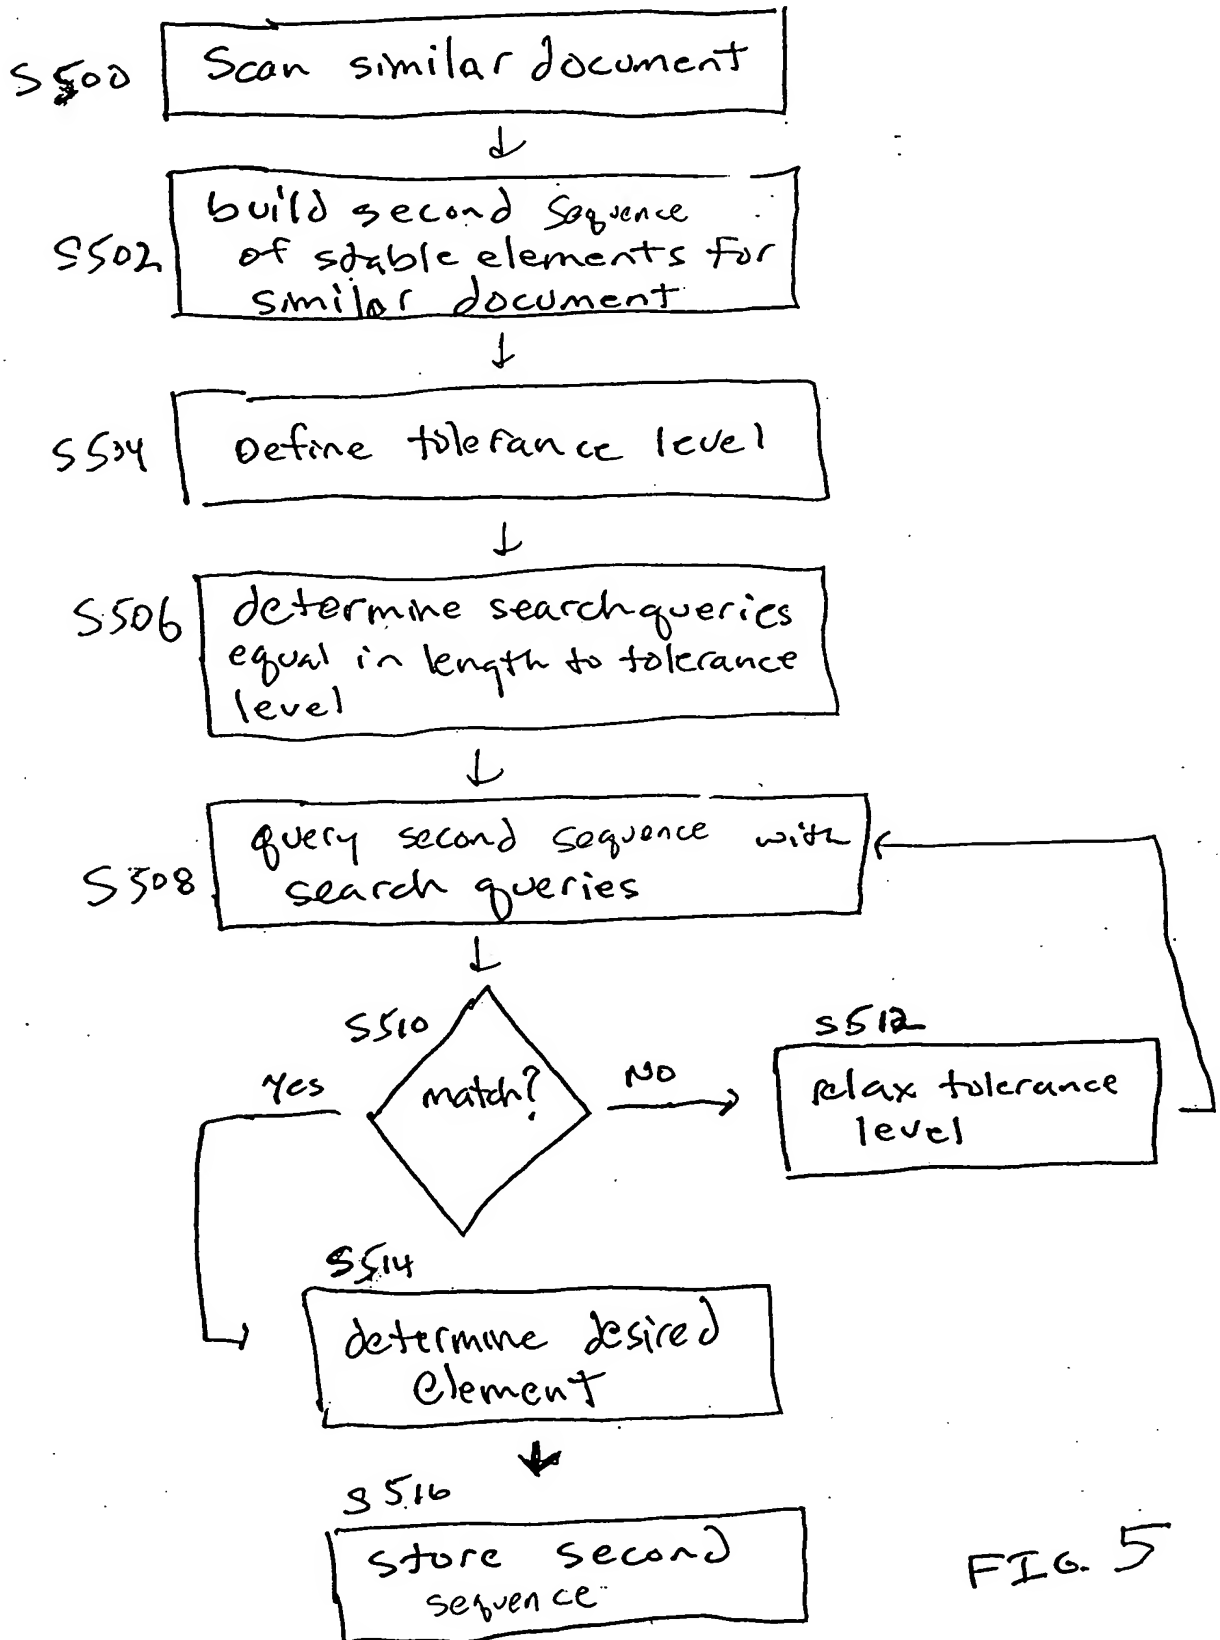 S500
Scan similar document
S502
build second sequence
of stable elements for
similar document
S504
Define tolerance level
S506
determine search queries
equal in length to tolerance
level
S508
query second sequence with
search queries
S510
match?
Yes
NO
S512
relax tolerance
level
S514
determine desired
element
S516
store second
sequence
FIG. 5